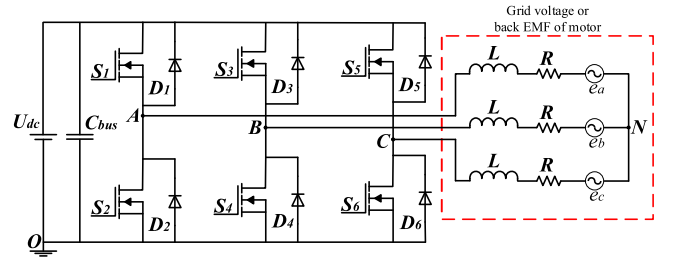 Grid voltage or
back EMF of motor
S1
D1
S3
D3
S5
D5
L
R
ea
Udc
Cbus
A
B
C
L
R
eb
N
L
R
ec
S2
D2
S4
D4
S6
D6
O